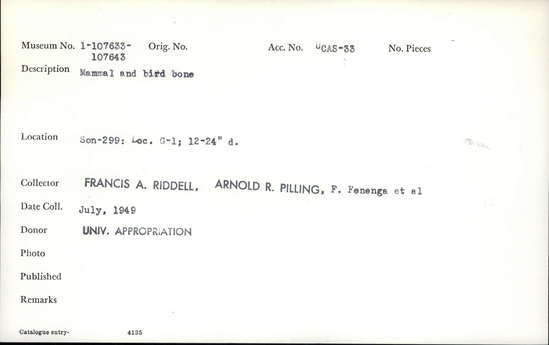 Museum No. 1-107633- Orig. No. Acc. No. UCAS-33 No. Pieces
107643
Description Mammal and bird bone
Location Son-299: Loc. G-1; 12-24" d.
Collector FRANCIS A. RIDDELL, ARNOLD R. PILLING, F. Fenenga et al
Date Coll. July, 1949
Donor UNIV. APPROPRIATION
Photo
Published
Remarks
Catalogue entry- 4135